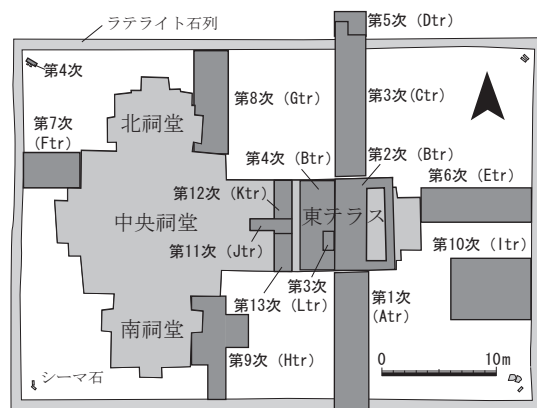 ラテライト石列
第5次 (Dtr)
第4次
第8次 (Gtr)
第3次(Ctr)
第7次
(Ftr)
北祠堂
第4次 (Btr)
第2次 (Btr)
第12次 (Ktr)
第6次 (Etr)
中央祠堂
東テラス
第11次 (Jtr)
第3次
第10次 (Itr)
第13次 (Ltr)
第1次
(Atr)
南祠堂
シーマ石
第9次 (Htr)
0
10m